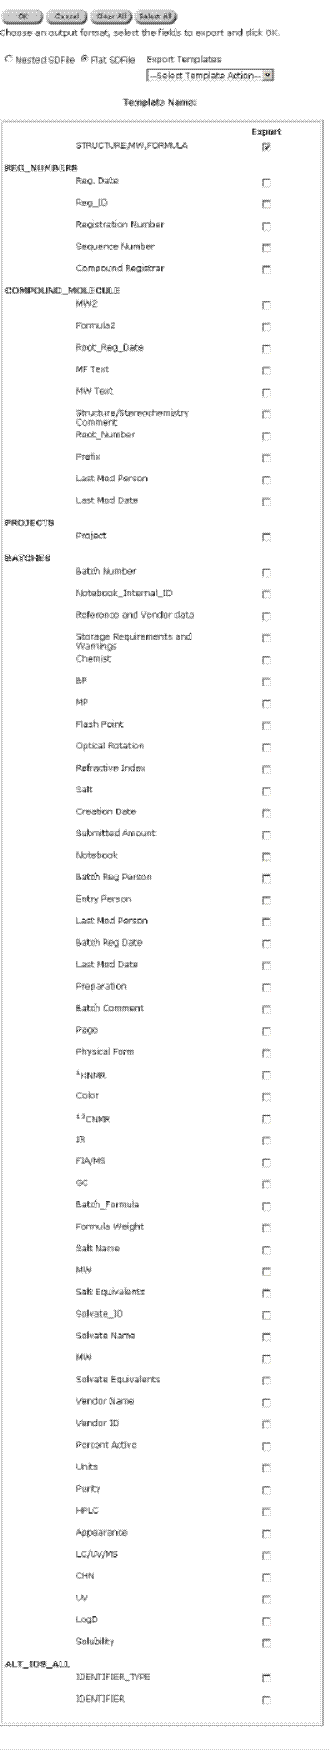 OK Cancel Clear All Select All
Choose an output format, select the fields to export and click OK.
Nested SDFile Flat SDFile Export Templates
--Select Template Action--
Template Name:
Export
STRUCTURE,MW,FORMULA
REG_NUMBERS
Reg. Date
Reg_ID
Registration Number
Sequence Number
Compound Registrar
COMPOUND_MOLECULE
MW2
Formula2
Root_Reg_Date
MF Text
MW Text
Structure/Stereochemistry
Comment
Root_Number
Prefix
Last Mod Person
Last Mod Date
PROJECTS
Project
BATCHES
Batch Number
Notebook_Internal_ID
Reference and Vendor data
Storage Requirements and
Warnings
Chemist
BP
MP
Flash Point
Optical Rotation
Refractive Index
Salt
Creation Date
Submitted Amount:
Notebook
Batch Reg Person
Entry Person
Last Mod Person
Batch Reg Date
Last Mod Date
Preparation
Batch Comment
Page
Physical Form
¹HNMR
Color
¹³CNMR
IR
FIA/MS
GC
Batch_Formula
Formula Weight
Salt Name
MW
Salt Equivalents
Solvate_ID
Solvate Name
MW
Solvate Equivalents
Vendor Name
Vendor ID
Percent Active
Units
Purity
HPLC
Appearance
LC/UV/MS
CHN
UV
LogD
Solubility
ALT_IDS_ALL
IDENTIFIER_TYPE
IDENTIFIER